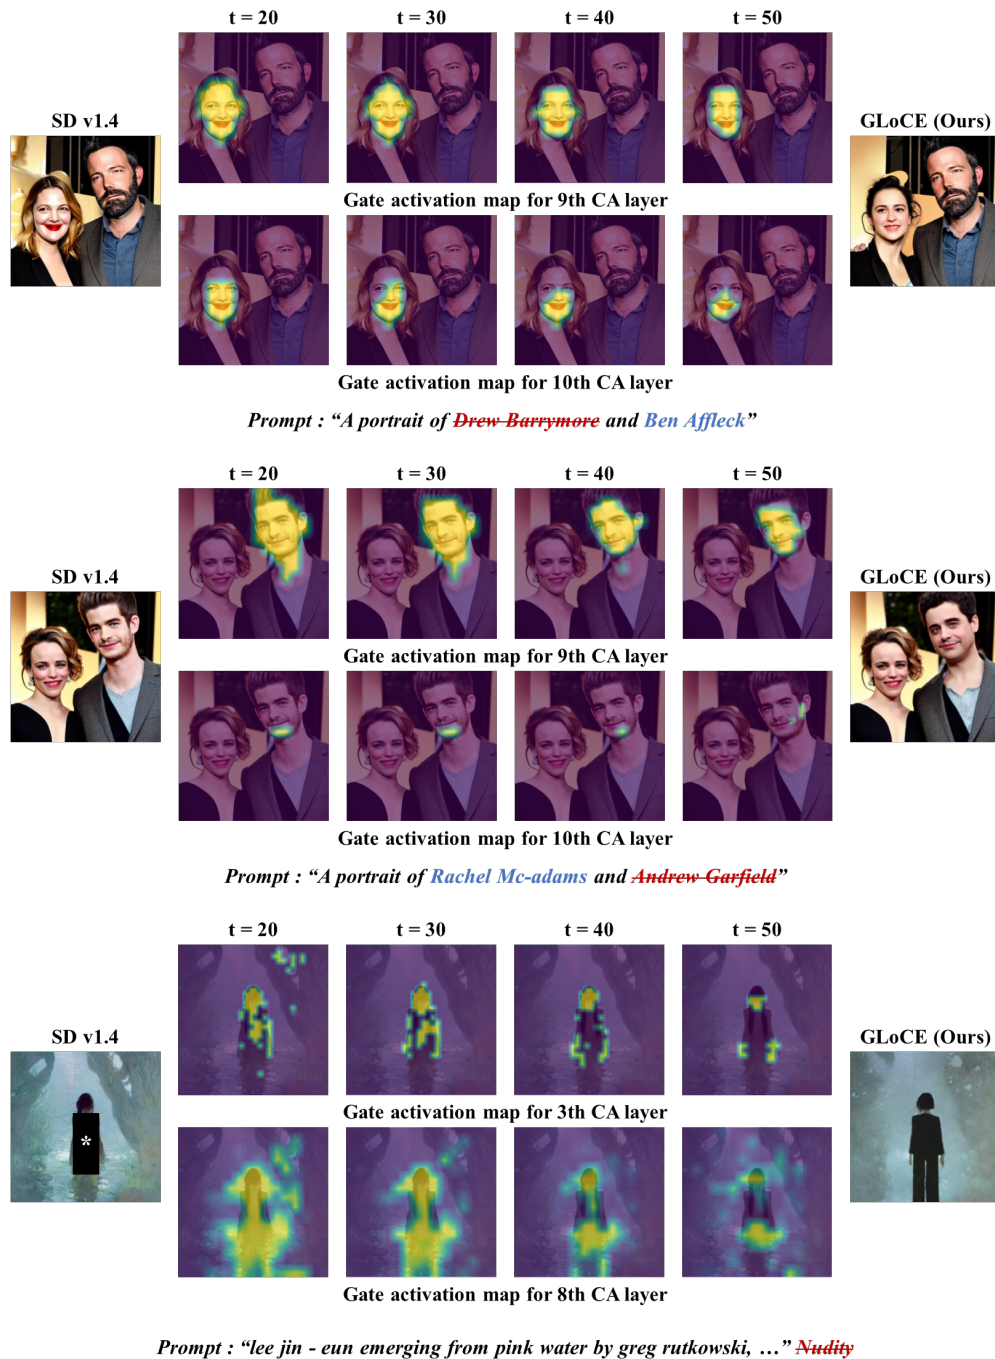 t = 20 t = 30 t = 40 t = 50
SD v1.4
GLoCE (Ours)
Gate activation map for 9th CA layer
Gate activation map for 10th CA layer
Prompt : “A portrait of Drew Barrymore and Ben Affleck”
t = 20 t = 30 t = 40 t = 50
SD v1.4
GLoCE (Ours)
Gate activation map for 9th CA layer
Gate activation map for 10th CA layer
Prompt : “A portrait of Rachel Mc-adams and Andrew Garfield”
t = 20 t = 30 t = 40 t = 50
SD v1.4
GLoCE (Ours)
*
Gate activation map for 3th CA layer
Gate activation map for 8th CA layer
Prompt : “lee jin - eun emerging from pink water by greg rutkowski, …” Nudity